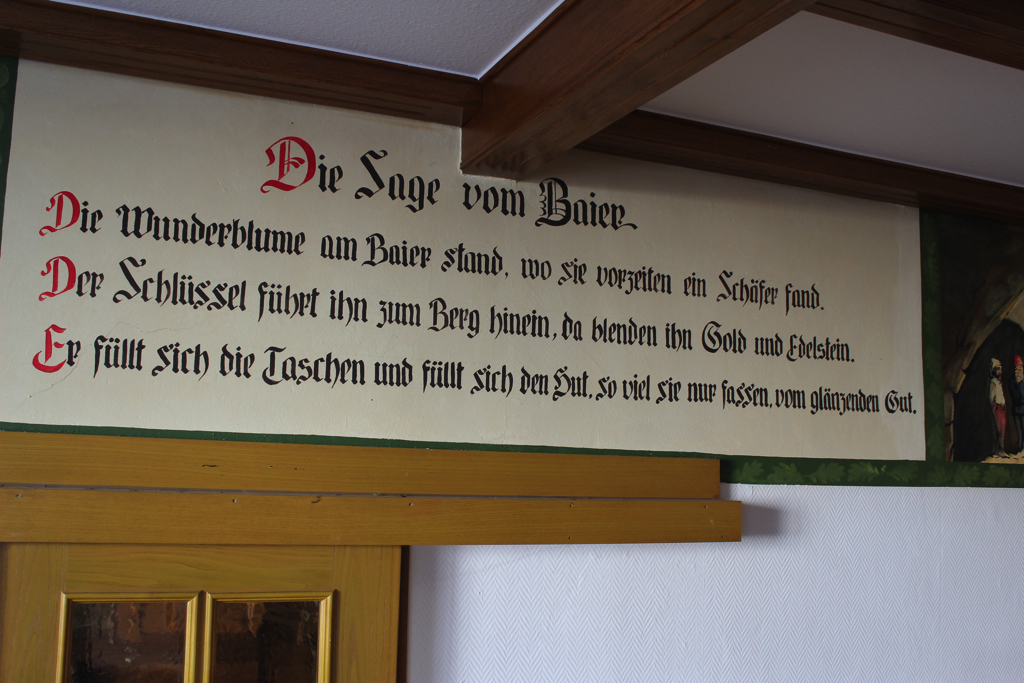 Die Sage vom Baier
Die Wunderblume am Baier stand, wo sie vorzeiten ein Schäfer fand.
Der Schlüssel führt ihn zum Berg hinein, da blenden ihn Gold und Edelstein.
Er füllt sich die Taschen und füllt sich den Hut, so viel sie nur fassen, vom glänzenden Gut.